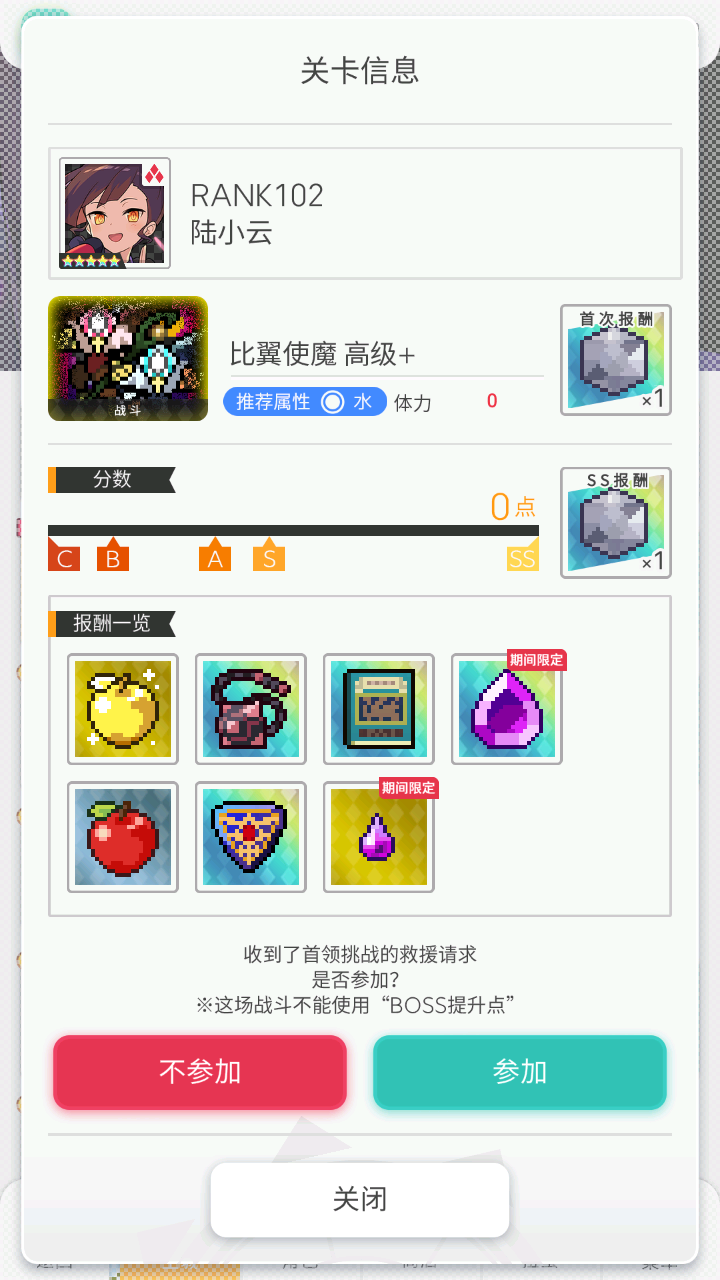 关卡信息
RANK102
陆小云
首次报酬
×1
比翼使魔 高级+
战斗
推荐属性 水 体力 0
分数
SS报酬
×1
0点
C B A S SS
报酬一览
期间限定
期间限定
收到了首领挑战的救援请求
是否参加？
※这场战斗不能使用“BOSS提升点”
不参加 参加
关闭